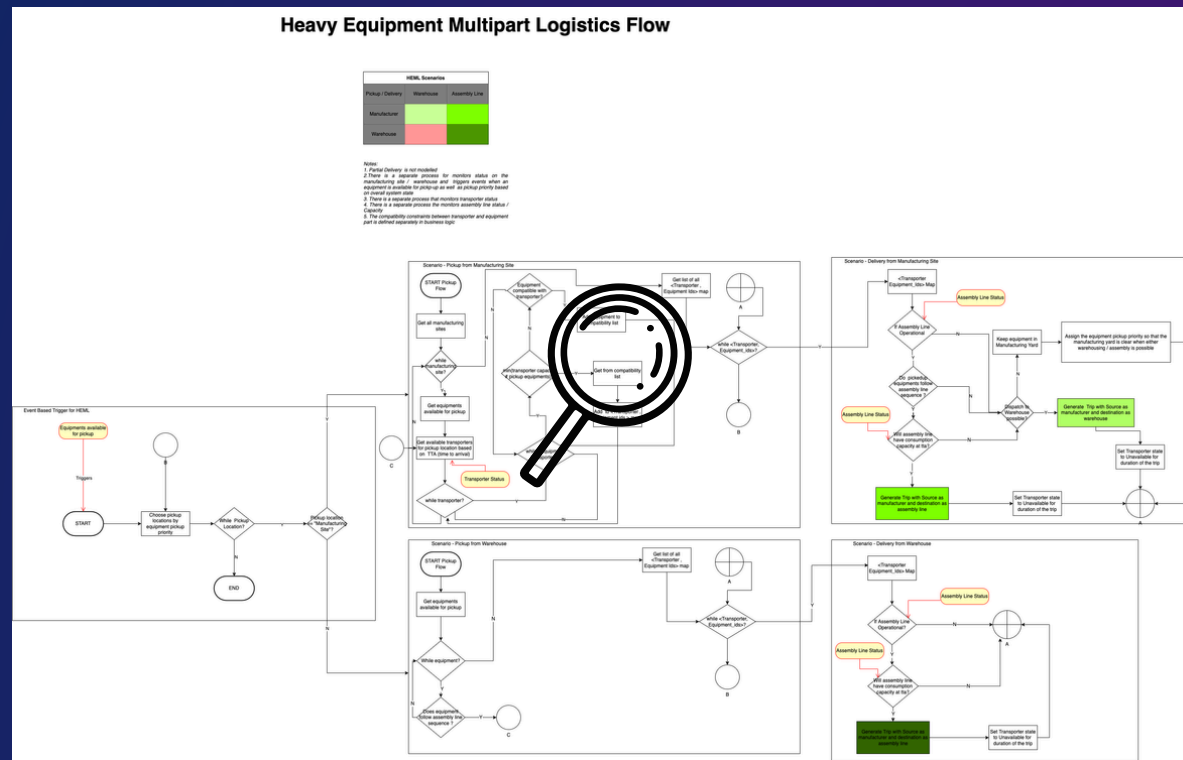 Heavy Equipment Multipart Logistics Flow
HEML Scenarios
Pickup / Delivery
Warehouse
Assembly Line
Manufacturer
Warehouse
Notes:
1. Partial Delivery is not modelled
2.There is a separate process for monitors status on the
manufacturing site / warehouse and triggers events when an
equipment is available for pickp-up as well as pickup priority based
on overall system state
3. There is a separate process that monitors transporter status
4. There is a separate process the monitors assembly line status /
Capacity
5. The compatibility constraints between transporter and equipment
part is defined separately in business logic
Event Based Trigger for HEML
Equipments available
for pickup
Triggers
START
Choose pickup
locations by
equipment pickup
priority
B
While Pickup
Location?
Y
N
END
Pickup location
= "Manufacturing
Site"?
Y
N
Scenario - Pickup from Manufacturing Site
START Pickup
Flow
Get all manufacturing
sites
while
manufacturing
site?
N
Y
Get equipments
available for pickup
Get available transporters
for pickup location based
on TTA (time to arrival)
C
Transporter Status
while transporter?
Y
N
Equipment
compatible with
transporter?
Get from compatibility
list
Get list of all
<Transporter ,
Equipment Ids> map
A
while <Transporter,
Equipment_ids>?
Y
B
Scenario - Delivery from Manufacturing Site
<Transporter
Equipment_Ids> Map
Assembly Line Status
If Assembly Line
Operational
N
Y
Do pickedup
equipments follow
assembly line
sequence ?
N
Y
Assembly Line Status
Will assembly line
have consumption
capacity at tta?
N
Y
Keep equipment in
Manufacturing Yard
Assign the equipment pickup priority so that the
manufacturing yard is clear when either
warehousing / assembly is possible
N
Dispatch to
Warehouse
possible?
Y
Generate Trip with Source as
manufacturer and destination as
warehouse
Set Transporter state
to Unavailable for
duration of the trip
Generate Trip with Source as
manufacturer and destination as
assembly line
Set Transporter state
to Unavailable for
duration of the trip
A
Scenario - Pickup from Warehouse
START Pickup
Flow
Get equipments
available for pickup
While equipment?
N
Y
Does equipment
follow assembly line
sequence ?
N
Y
C
Get list of all
<Transporter ,
Equipment Ids> map
A
while <Transporter,
Equipment_ids>?
Y
B
Scenario - Delivery from Warehouse
<Transporter
Equipment_Ids> Map
Assembly Line Status
If Assembly Line
Operational?
N
Y
A
Assembly Line Status
Will assembly line
have consumption
capacity at tta?
N
Y
Generate Trip with Source as
manufacturer and destination as
assembly line
Set Transporter state
to Unavailable for
duration of the trip